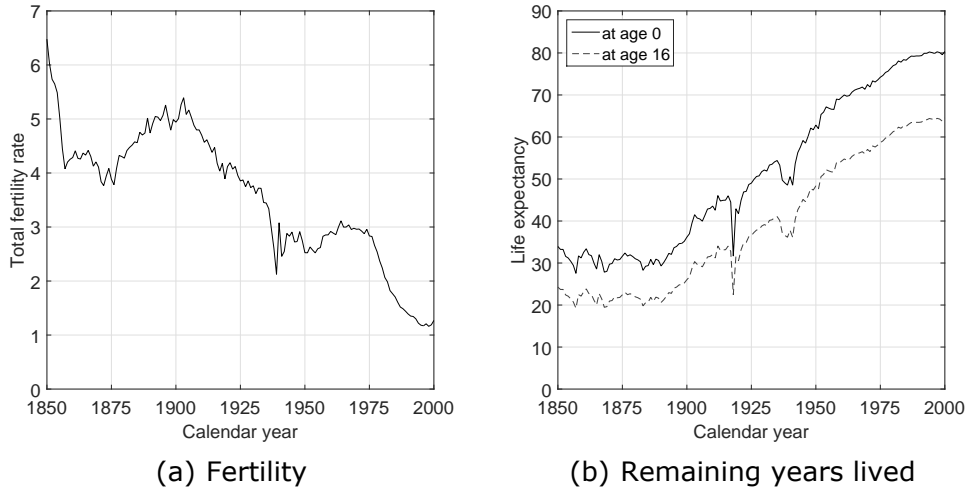 7
6
5
4
3
2
1
0
Total fertility rate
1850 1875 1900 1925 1950 1975 2000
Calendar year
(a) Fertility
90
80
70
60
50
40
30
20
10
0
Life expectancy
at age 0
at age 16
1850 1875 1900 1925 1950 1975 2000
Calendar year
(b) Remaining years lived